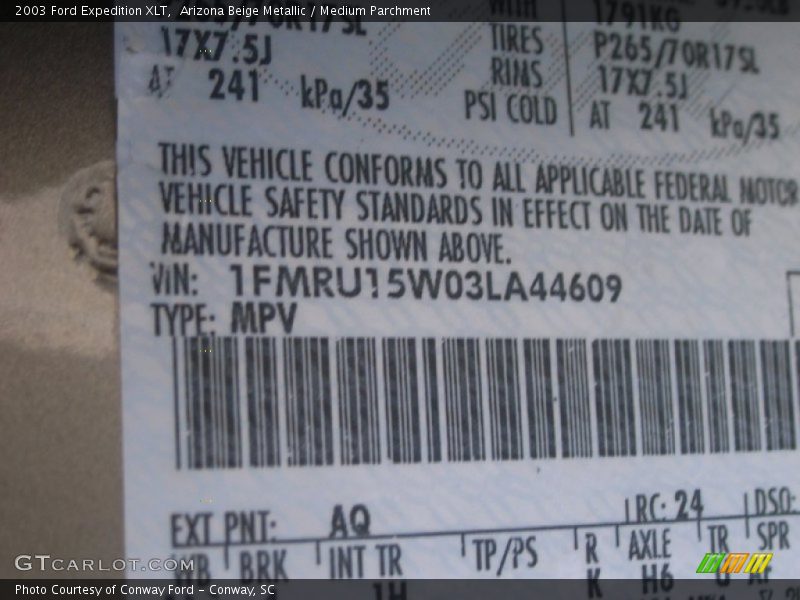 2003 Ford Expedition XLT, Arizona Beige Metallic / Medium Parchment
WITH 1791KG
TIRES P265/70R17SL
17X7.5J RIMS 17X7.5J
AT 241 kPa/35 PSI COLD AT 241 kPa/35
THIS VEHICLE CONFORMS TO ALL APPLICABLE FEDERAL MOTOR
VEHICLE SAFETY STANDARDS IN EFFECT ON THE DATE OF
MANUFACTURE SHOWN ABOVE.
VIN: 1FMRU15W03LA44609
TYPE: MPV
EXT PNT: AQ RC: 24 DSO:
WB BRK INT TR TP/PS R AXLE TR SPR
K H6
GTCARLOT.COM
Photo Courtesy of Conway Ford - Conway, SC